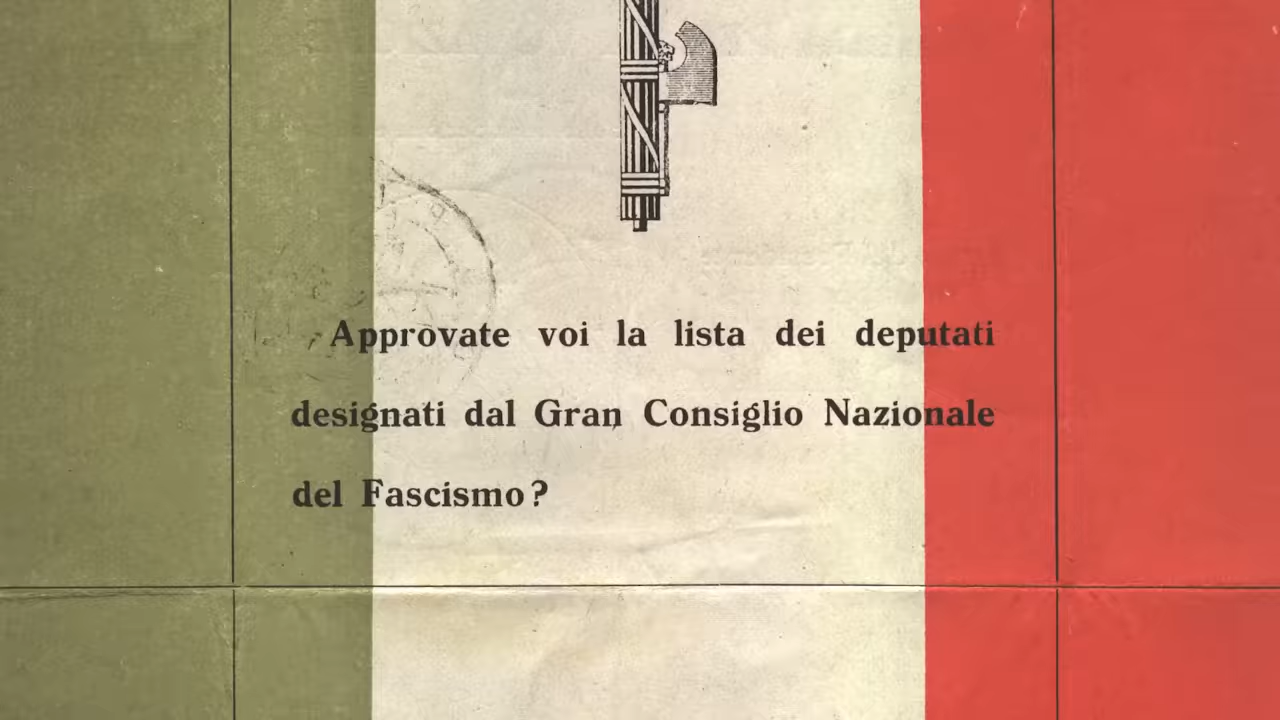 Approvate voi la lista dei deputati
designati dal Gran Consiglio Nazionale
del Fascismo?